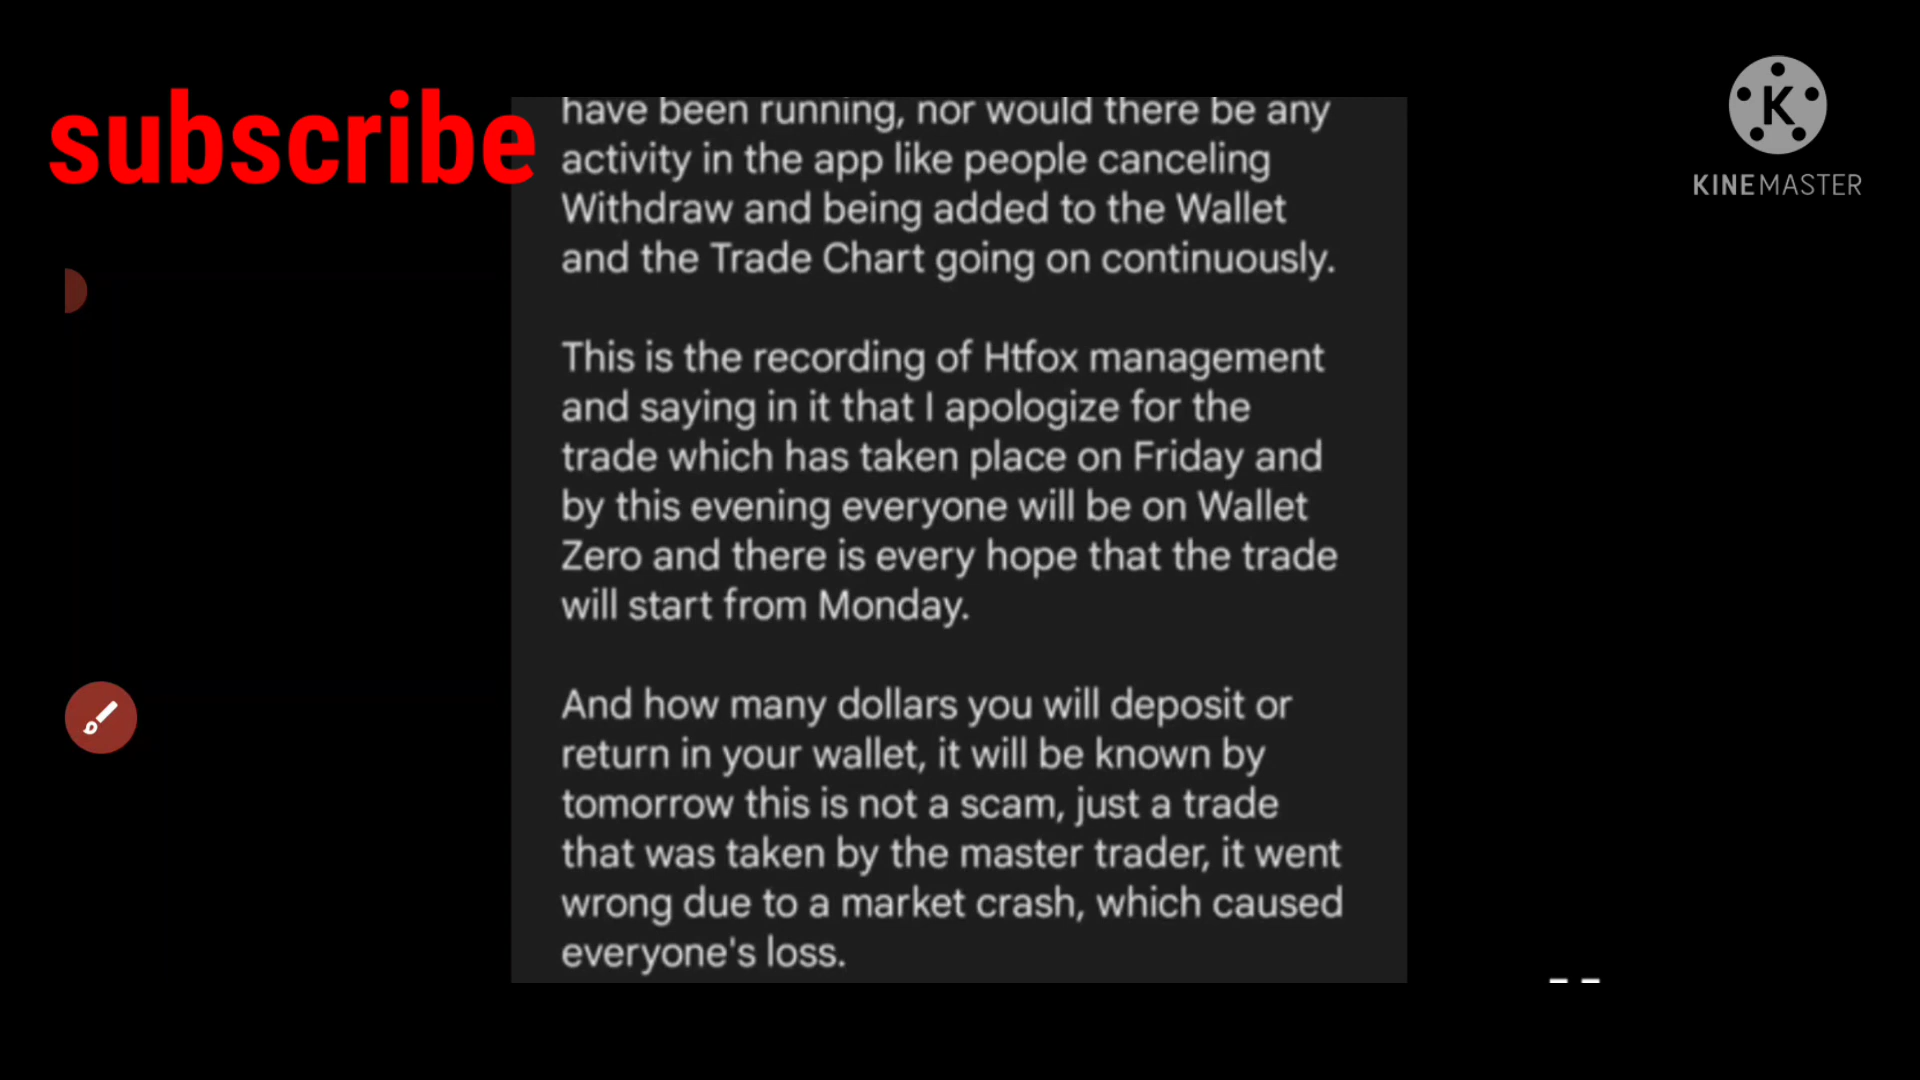 subscribe
have been running, nor would there be any
activity in the app like people canceling
Withdraw and being added to the Wallet
and the Trade Chart going on continuously.
This is the recording of Htfox management
and saying in it that I apologize for the
trade which has taken place on Friday and
by this evening everyone will be on Wallet
Zero and there is every hope that the trade
will start from Monday.
And how many dollars you will deposit or
return in your wallet, it will be known by
tomorrow this is not a scam, just a trade
that was taken by the master trader, it went
wrong due to a market crash, which caused
everyone's loss.
K
KINEMASTER